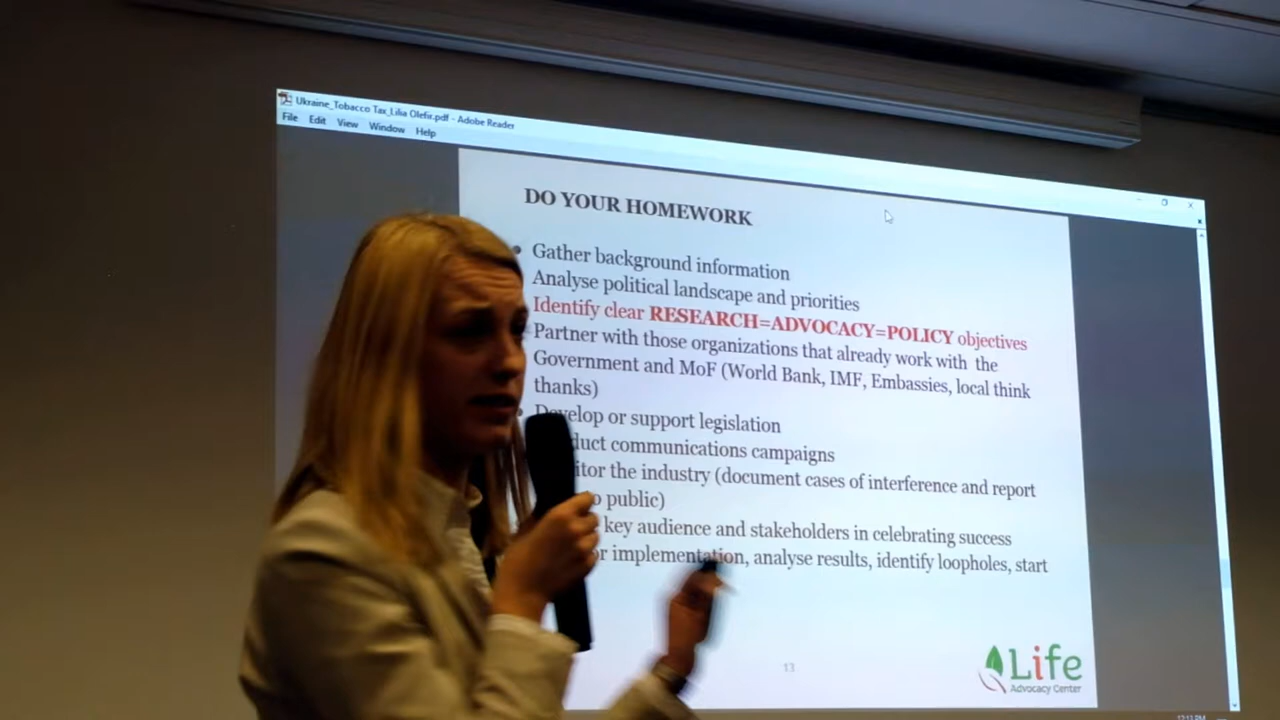 Ukraine_Tobacco Tax_Lilia Olefir.pdf - Adobe Reader
File Edit View Window Help
DO YOUR HOMEWORK
• Gather background information
Analyse political landscape and priorities
Identify clear RESEARCH=ADVOCACY=POLICY objectives
Partner with those organizations that already work with the
Government and MoF (World Bank, IMF, Embassies, local think
thanks)
• Develop or support legislation
duct communications campaigns
itor the industry (document cases of interference and report
o public)
key audience and stakeholders in celebrating success
or implementation, analyse results, identify loopholes, start
13
Life
Advocacy Center